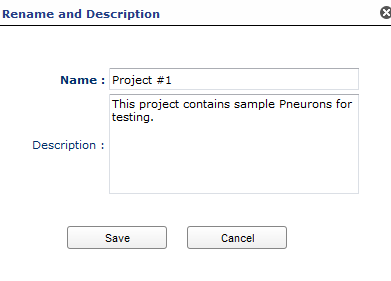 Rename and Description
Name : Project #1
This project contains sample Pneurons for
testing.
Description :
Save Cancel